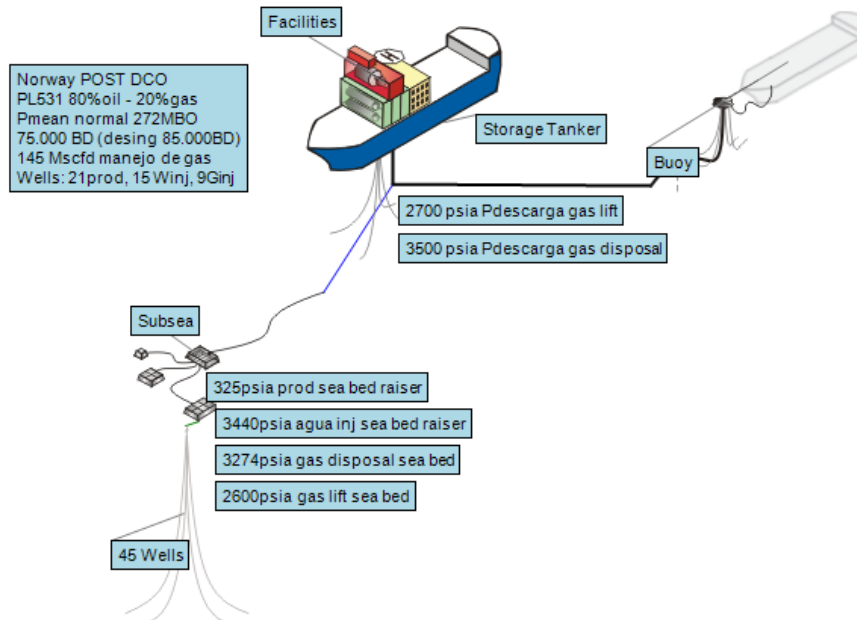 Facilities
Norway POST DCO
PL531 80%oil - 20%gas
Pmean normal 272MBO
75.000 BD (desing 85.000BD)
145 Mscfd manejo de gas
Wells: 21prod, 15 Winj, 9Ginj
H
Storage Tanker
Buoy
2700 psia Pdescarga gas lift
3500 psia Pdescarga gas disposal
Subsea
325psia prod sea bed raiser
3440psia agua inj sea bed raiser
3274psia gas disposal sea bed
2600psia gas lift sea bed
45 Wells